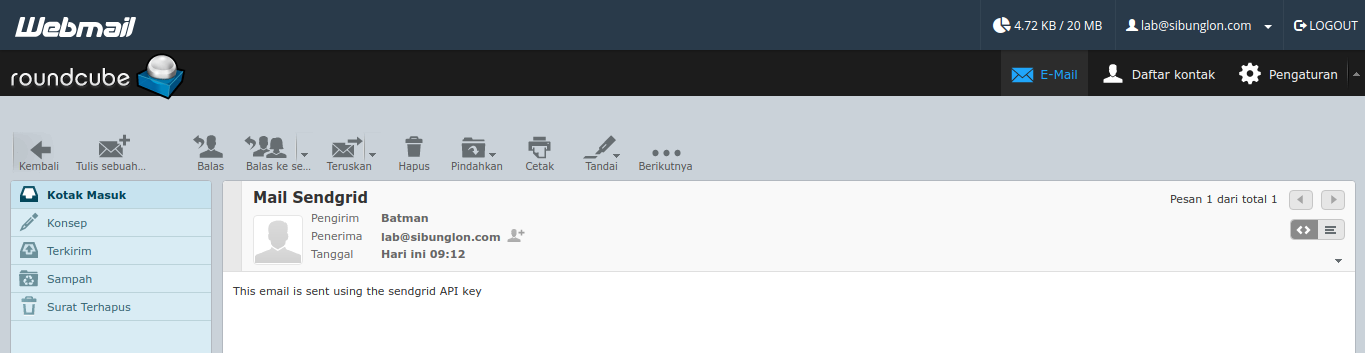 Webmail
4.72 KB / 20 MB
lab@sibunglon.com
LOGOUT
roundcube
E-Mail
Daftar kontak
Pengaturan
Kembali
Tulis sebuah...
Balas
Balas ke se...
Teruskan
Hapus
Pindahkan
Cetak
Tandai
Berikutnya
Kotak Masuk
Konsep
Terkirim
Sampah
Surat Terhapus
Mail Sendgrid
Pesan 1 dari total 1
Pengirim Batman
Penerima lab@sibunglon.com
Tanggal Hari ini 09:12
This email is sent using the sendgrid API key